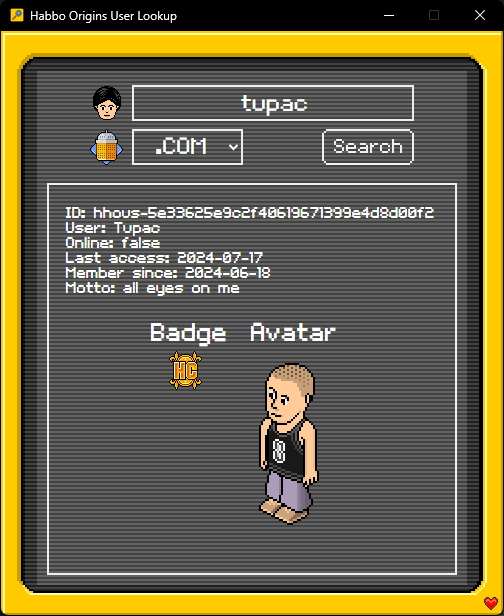 Habbo Origins User Lookup
tupac
.COM
Search
ID: hhous-5e33625e9c2f40619671399e4d8d00f2
User: Tupac
Online: false
Last access: 2024-07-17
Member since: 2024-06-18
Motto: all eyes on me
Badge Avatar
HC
8